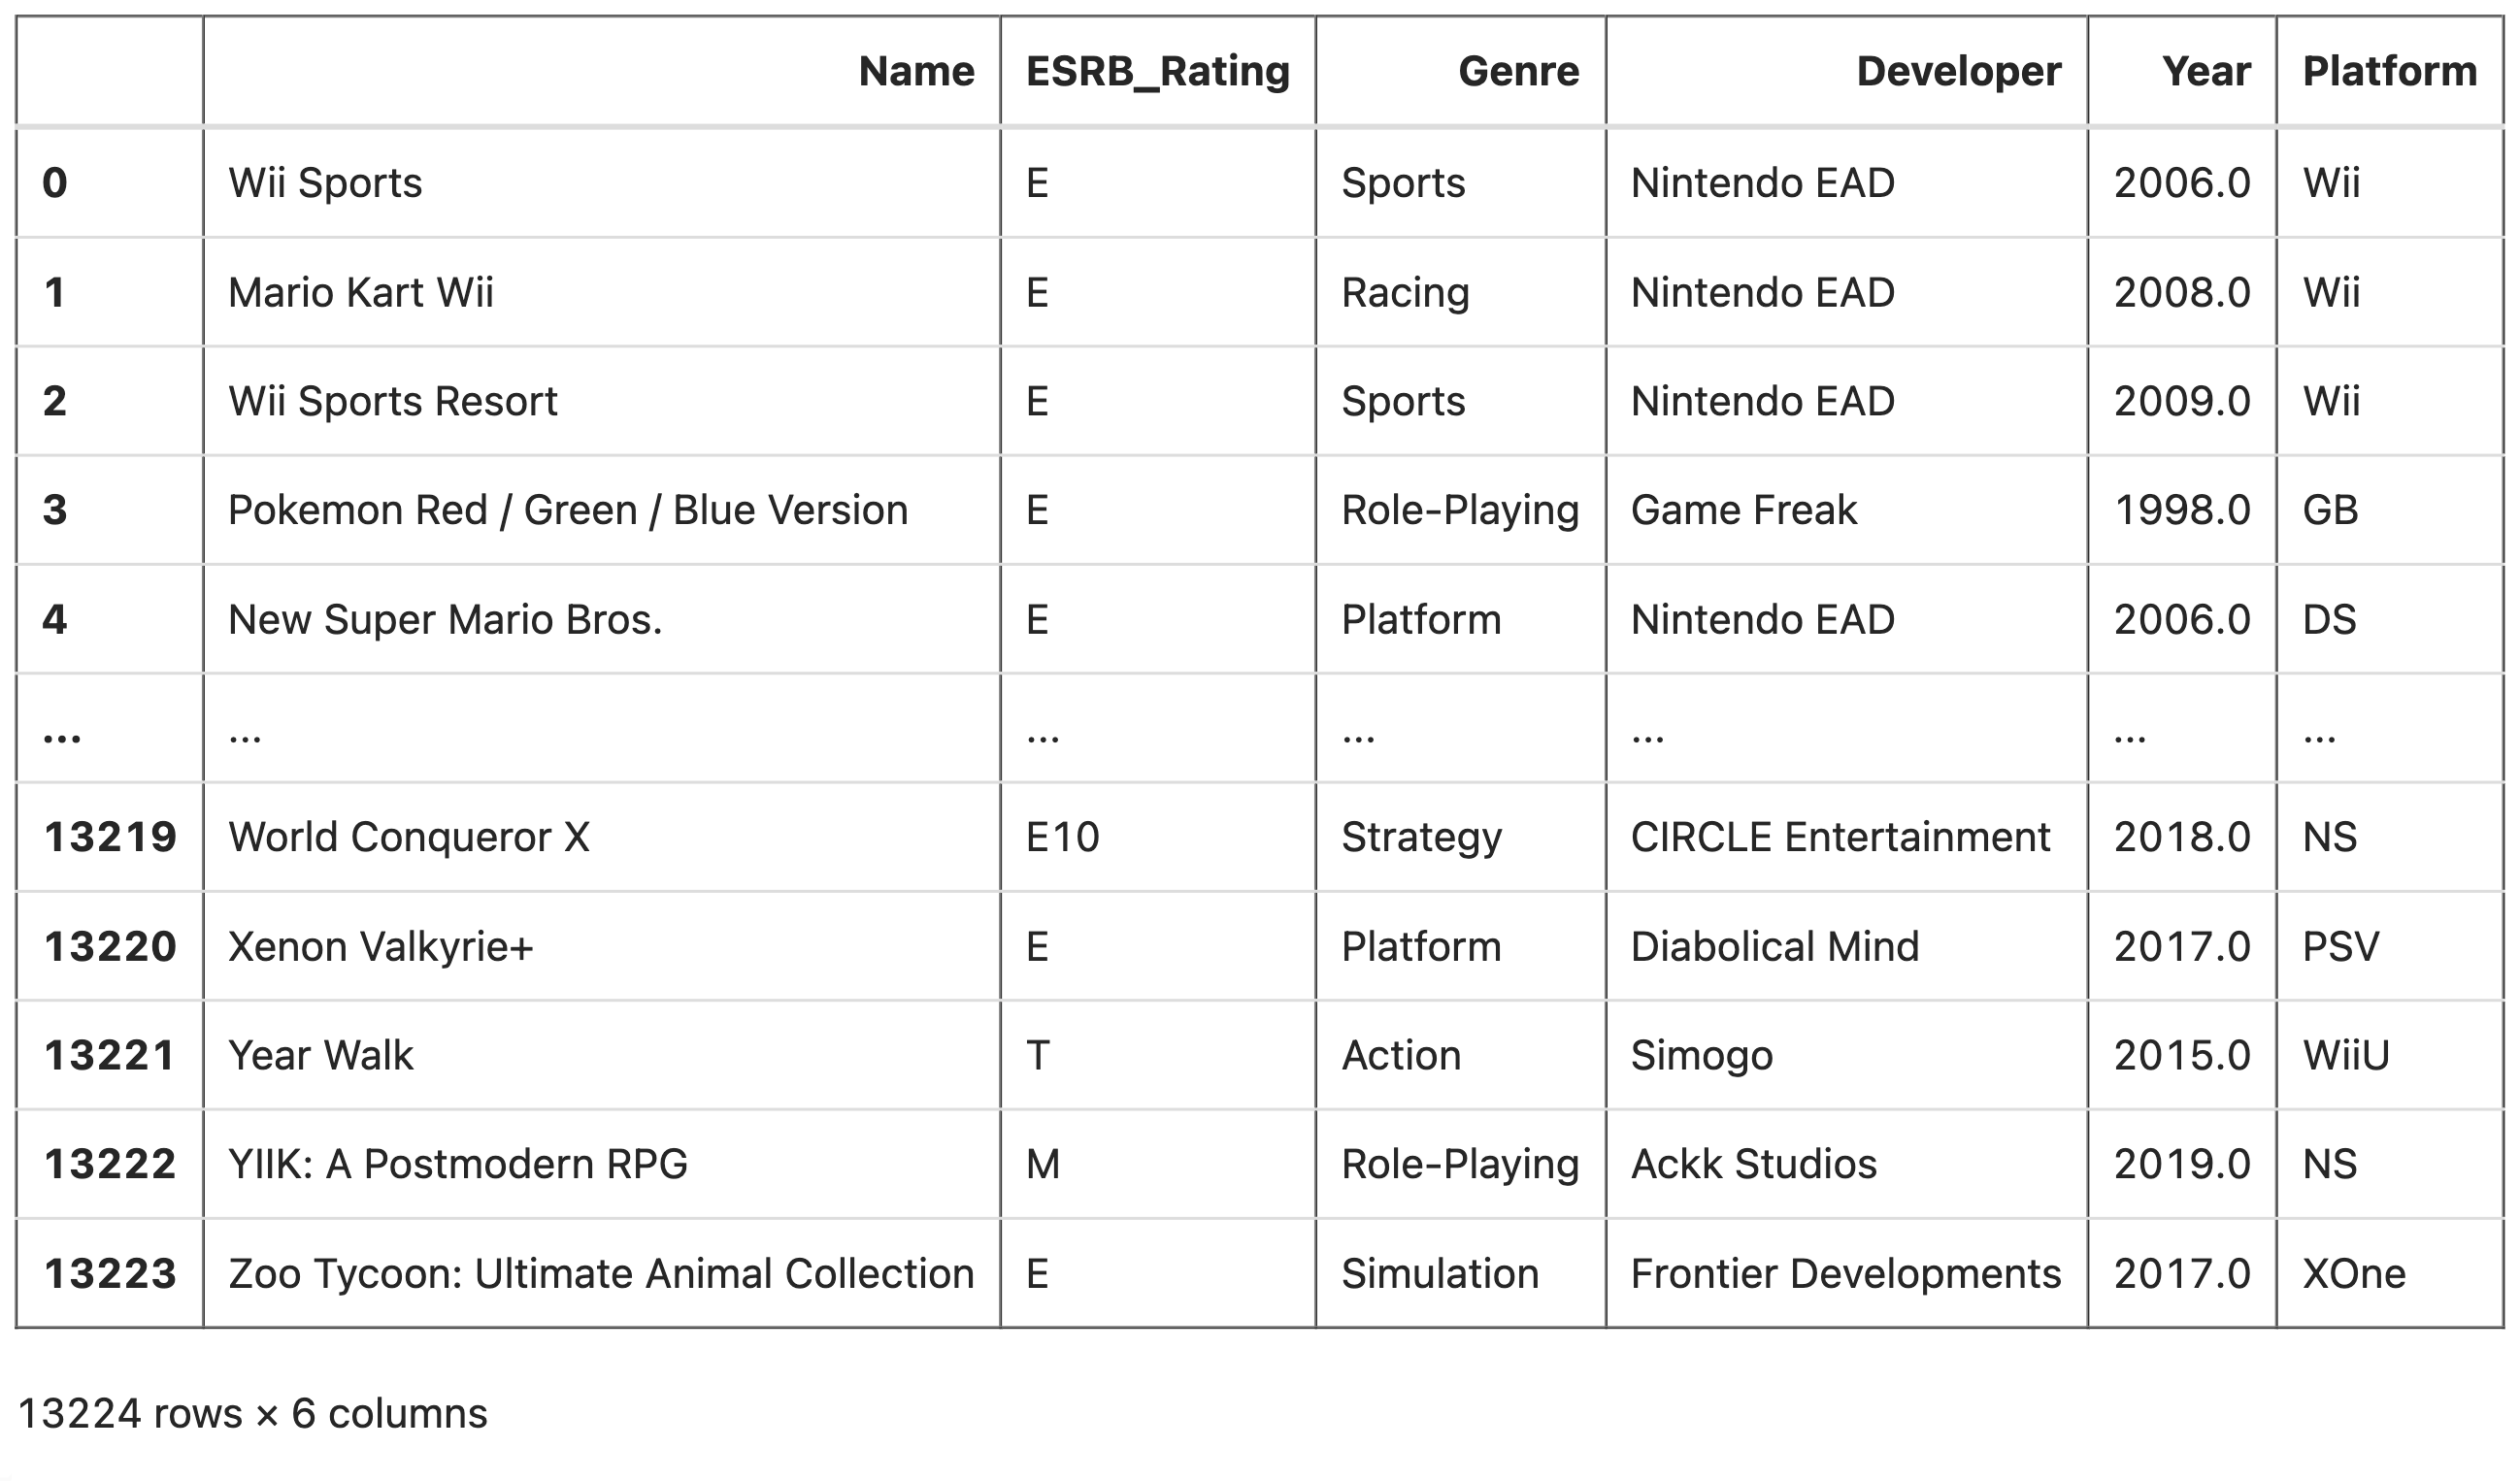 Name ESRB_Rating Genre Developer Year Platform
0 Wii Sports E Sports Nintendo EAD 2006.0 Wii
1 Mario Kart Wii E Racing Nintendo EAD 2008.0 Wii
2 Wii Sports Resort E Sports Nintendo EAD 2009.0 Wii
3 Pokemon Red / Green / Blue Version E Role-Playing Game Freak 1998.0 GB
4 New Super Mario Bros. E Platform Nintendo EAD 2006.0 DS
... ... ... ... ... ... ...
13219 World Conqueror X E10 Strategy CIRCLE Entertainment 2018.0 NS
13220 Xenon Valkyrie+ E Platform Diabolical Mind 2017.0 PSV
13221 Year Walk T Action Simogo 2015.0 WiiU
13222 YIIK: A Postmodern RPG M Role-Playing Ackk Studios 2019.0 NS
13223 Zoo Tycoon: Ultimate Animal Collection E Simulation Frontier Developments 2017.0 XOne
13224 rows × 6 columns